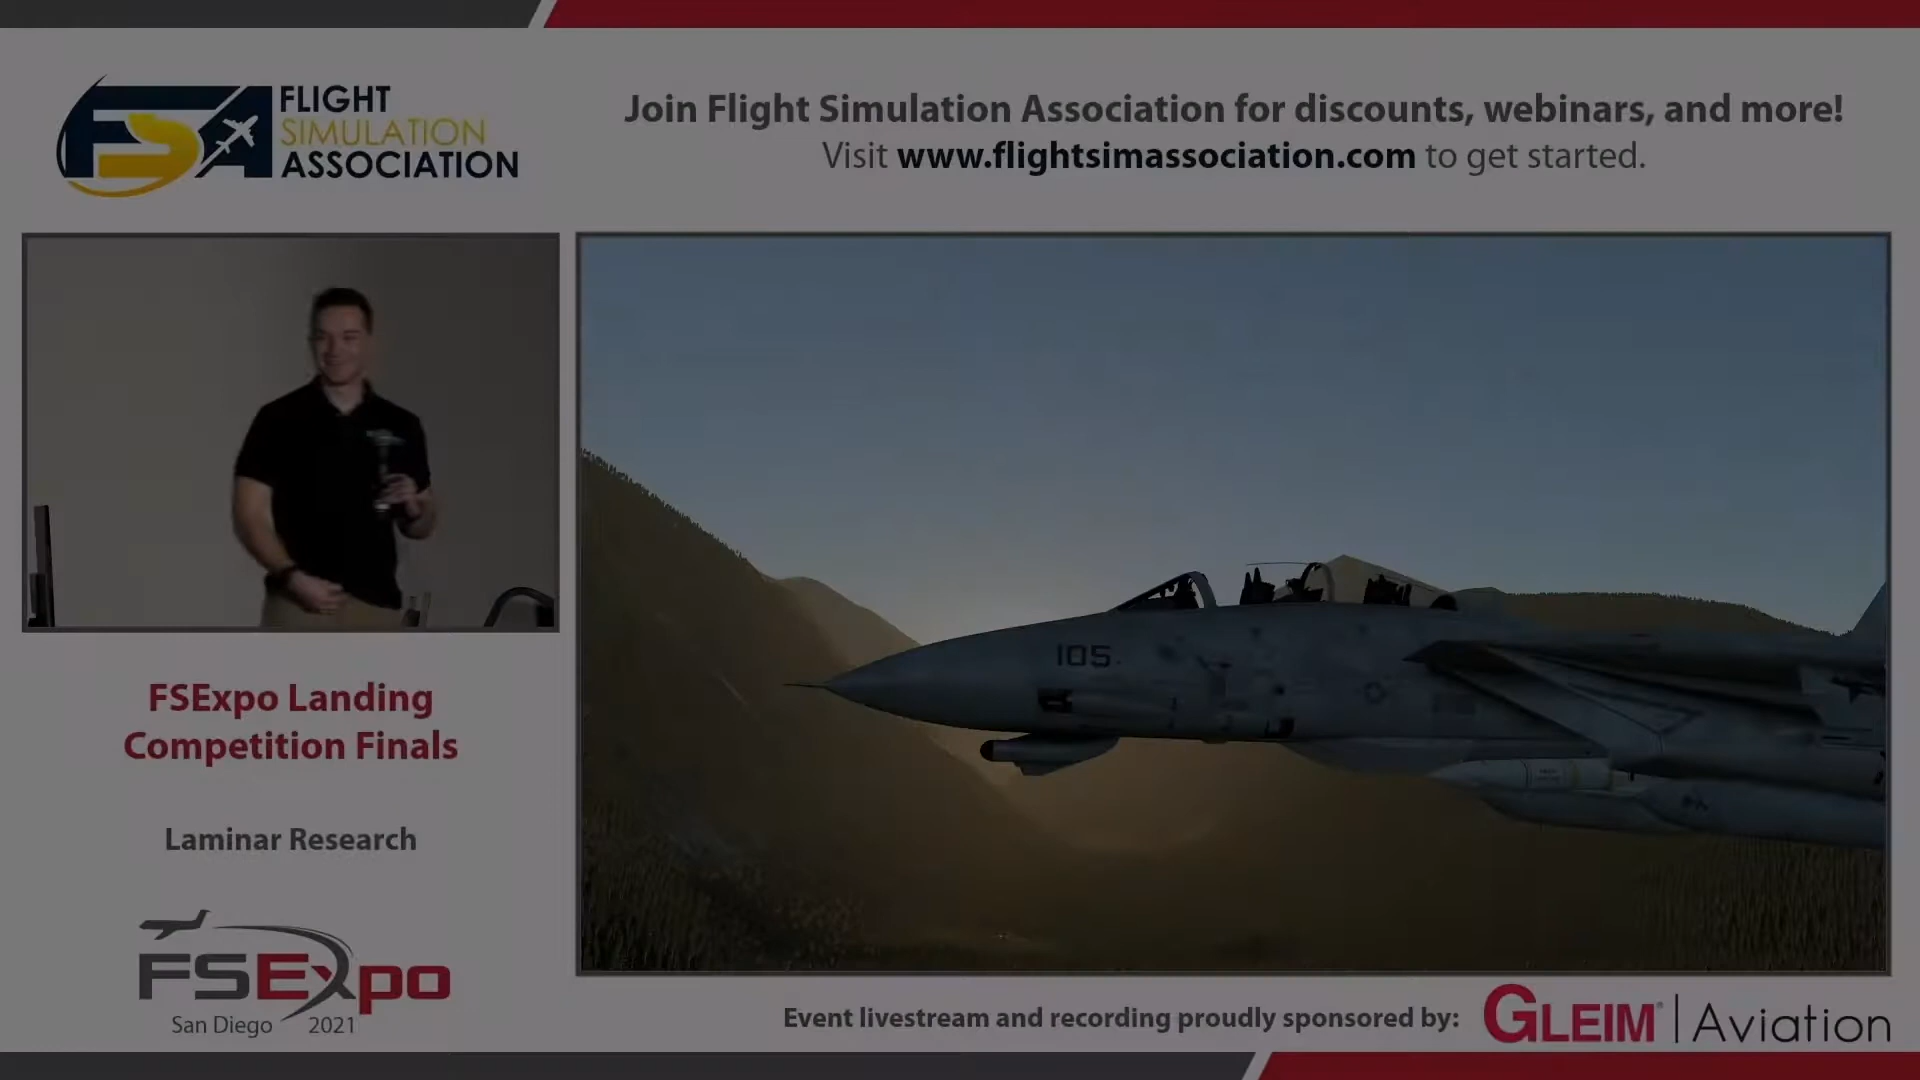 FSA
FLIGHT
SIMULATION
ASSOCIATION
Join Flight Simulation Association for discounts, webinars, and more!
Visit www.flightsimassociation.com to get started.
105
FSExpo Landing
Competition Finals
Laminar Research
FSExpo
San Diego 2021
Event livestream and recording proudly sponsored by:
GLEIM® | Aviation